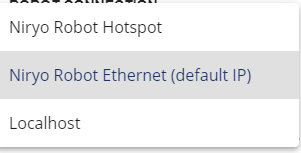 Niryo Robot Hotspot
Niryo Robot Ethernet (default IP)
Localhost